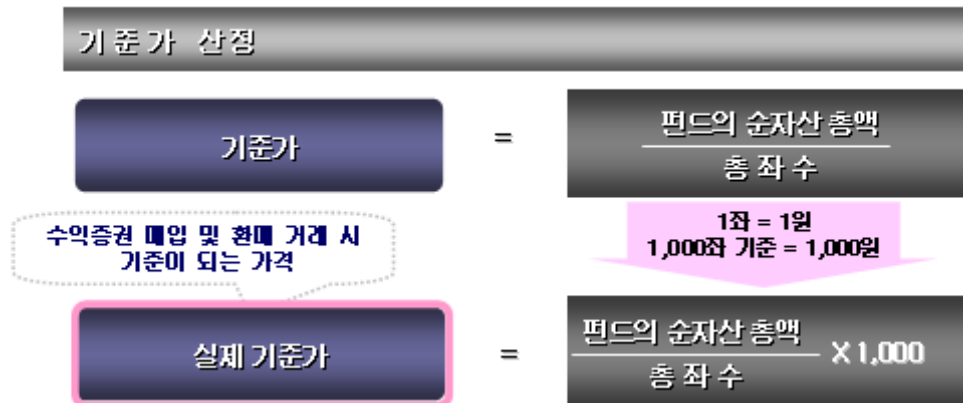 기준가 산정
기준가 = 펀드의 순자산 총액
총 좌 수
수익증권 매입 및 환매 거래 시
기준이 되는 가격
1좌 = 1원
1,000좌 기준 = 1,000원
실제 기준가 = 펀드의 순자산 총액
총 좌 수
X 1,000